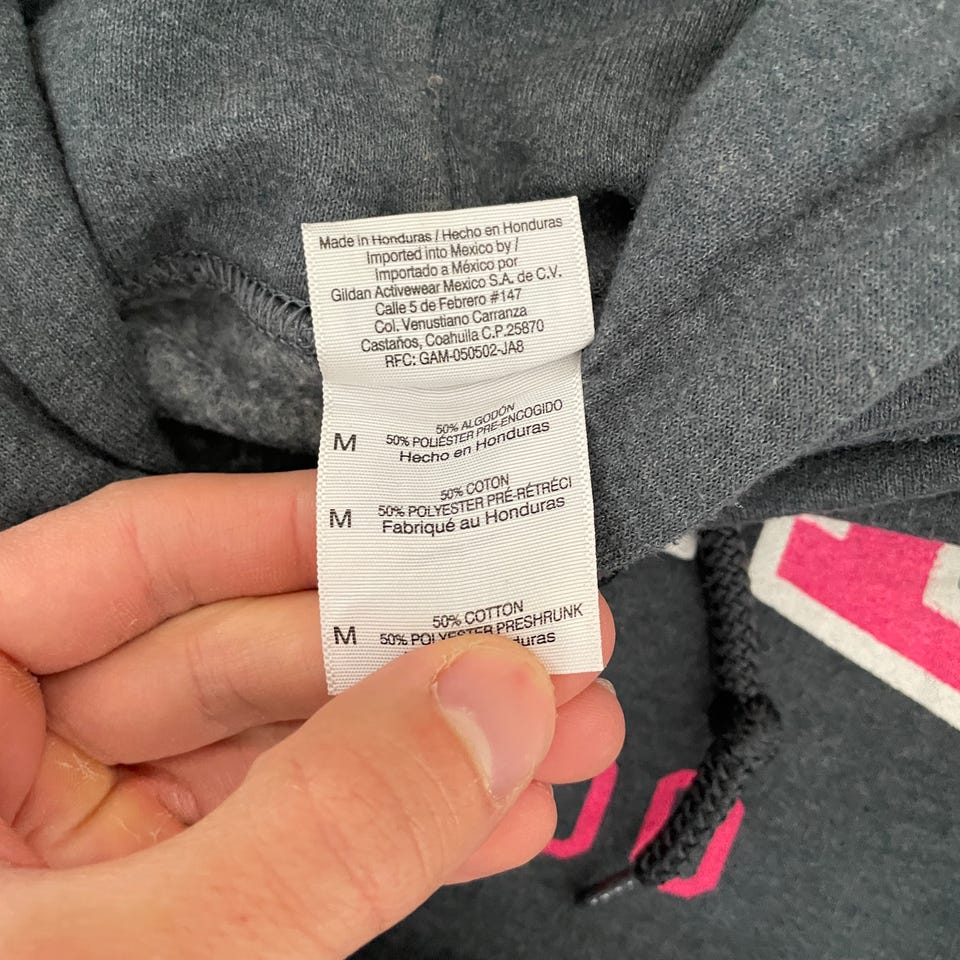 Made in Honduras / Hecho en Honduras
Imported into Mexico by /
Importado a México por
Gildan Activewear Mexico S.A. de C.V.
Calle 5 de Febrero #147
Col. Venustiano Carranza
Castaños, Coahuila C.P.25870
RFC: GAM-050502-JA8
50% ALGODÓN
M 50% POLIÉSTER PRE-ENCOGIDO
Hecho en Honduras
50% COTON
M 50% POLYESTER PRÉ-RÉTRÉCI
Fabriqué au Honduras
50% COTTON
M 50% POLYESTER PRESHRUNK